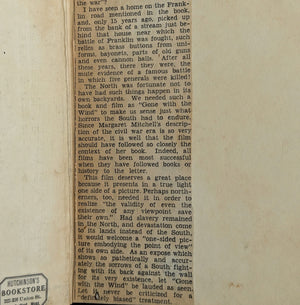 the war"?
I have seen a home on the Frank-
lin road mentioned in the book
and, only 15 years ago, picked up
from the bank of a stream just be-
hind that house near which the
battle of Franklin was fought, such
relics as brass buttons from uni-
forms, bayonets, parts of old guns
and even cannon balls. After all
these years, there they were, the
mute evidence of a famous battle
in which five generals were killed!
The North was fortunate not to
have had such things happen in its
own backyards. We needed such a
book and film as "Gone with the
Wind" to make us sense just what
horrors the South had to endure.
Since Margaret Mitchell's descrip-
tion of the civil war era is so very
accurate, it is well that the film
should have followed so closely the
context of her book. Indeed, all
films have been most successful
when they have followed books or
history to the letter.
This film deserves a great place
because it presents in a true light
one side of a picture. Perhaps north-
erners, too, needed it in order to
realize "the validity of even the
existence of any viewpoint save
their own." Had slavery remained
in the North, and devastation come
to its lands instead of the South,
it would welcome a "one-sided pic-
ture embodying the point of view"
of its own side. As an expose which
shows so pathetically and accur-
ately the sorrows of a South fight-
ing with its back against the wall
for its very existence, let "Gone
with the Wind" be lauded as seen.
Let it never be criticised for
"definitely biased" treatment.
HUTCHINSON'S
BOOKSTORE